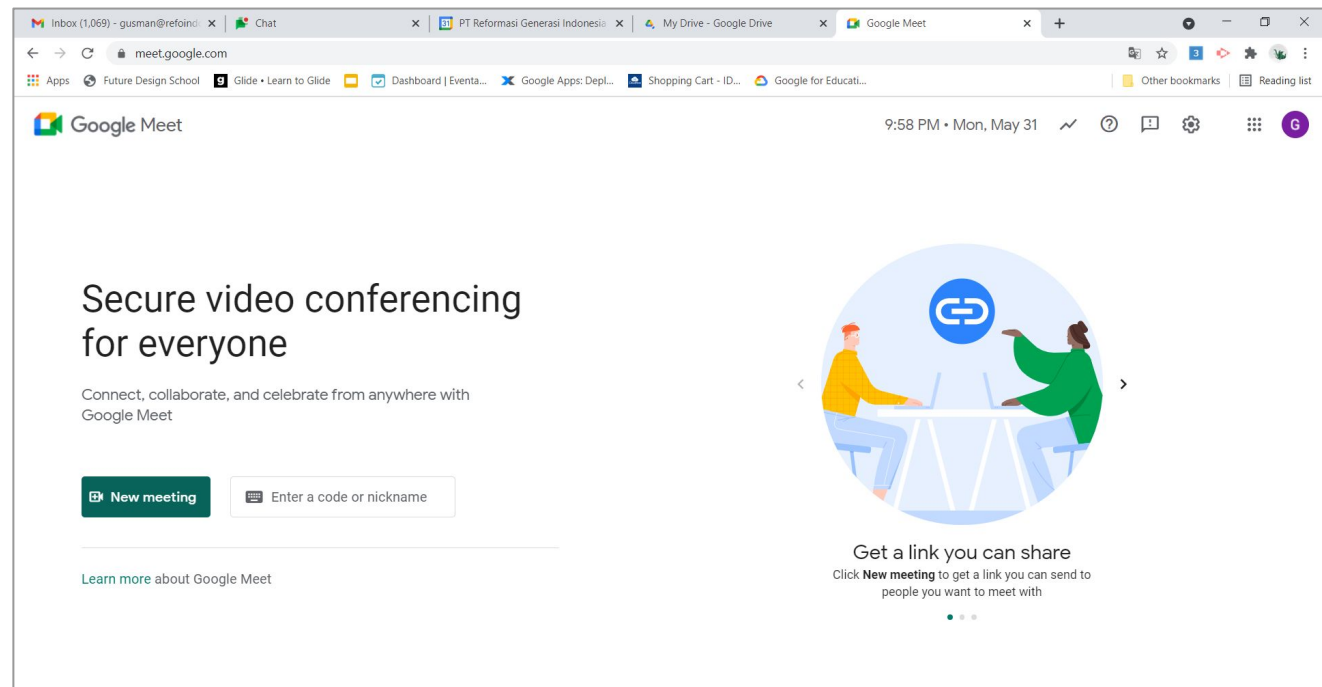 Inbox (1,069) - gusman@refoind
Chat
31 PT Reformasi Generasi Indonesia
My Drive - Google Drive
Google Meet
meet.google.com
3
Apps
Future Design School
g Glide • Learn to Glide
Dashboard | Eventa...
Google Apps: Depl...
Shopping Cart - ID...
Google for Educati...
Other bookmarks
Reading list
Google Meet
9:58 PM • Mon, May 31
G
Secure video conferencing
for everyone
Connect, collaborate, and celebrate from anywhere with
Google Meet
New meeting
Enter a code or nickname
Learn more about Google Meet
Get a link you can share
Click New meeting to get a link you can send to
people you want to meet with